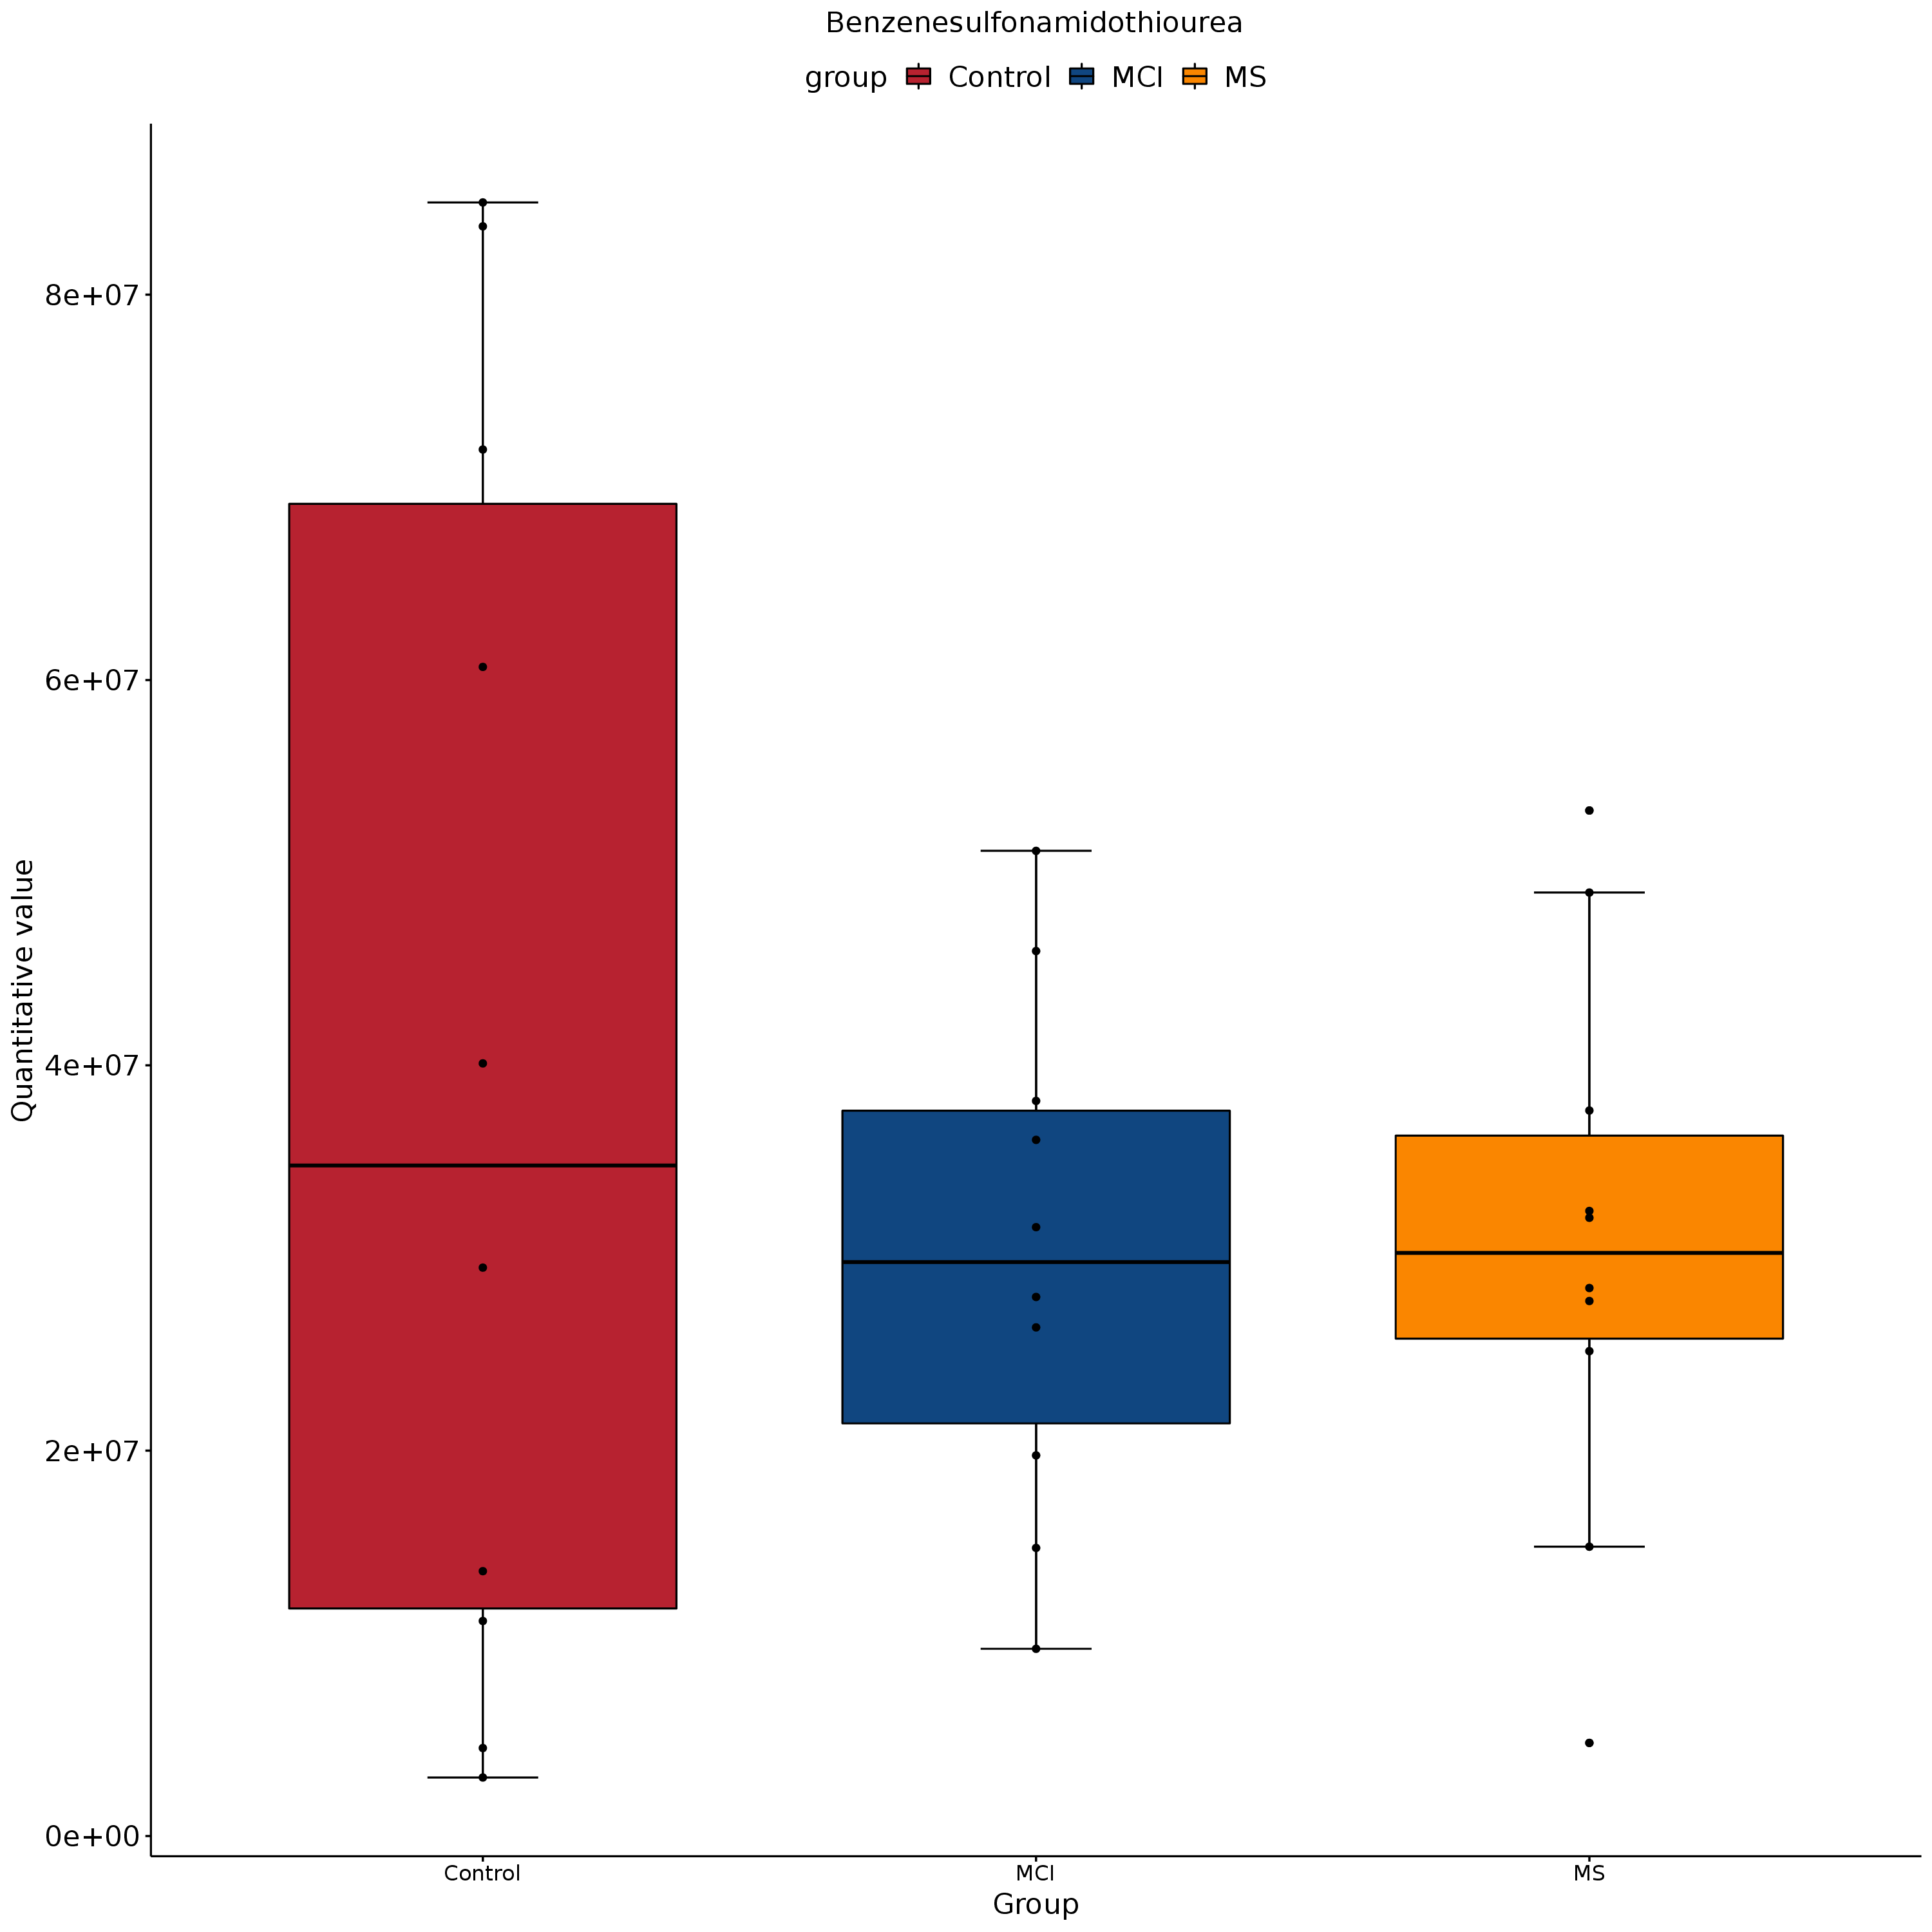 Benzenesulfonamidothiourea
group Control MCI MS
Quantitative value
8e+07
6e+07
4e+07
2e+07
0e+00
Control MCI MS
Group